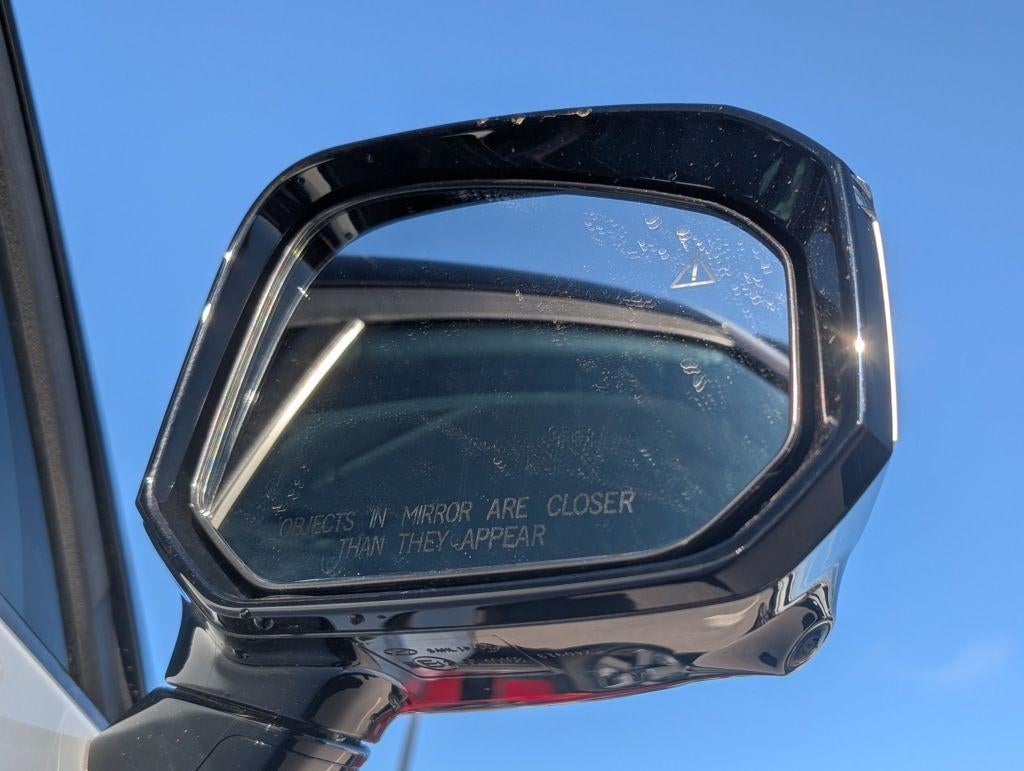 OBJECTS IN MIRROR ARE CLOSER
THAN THEY APPEAR